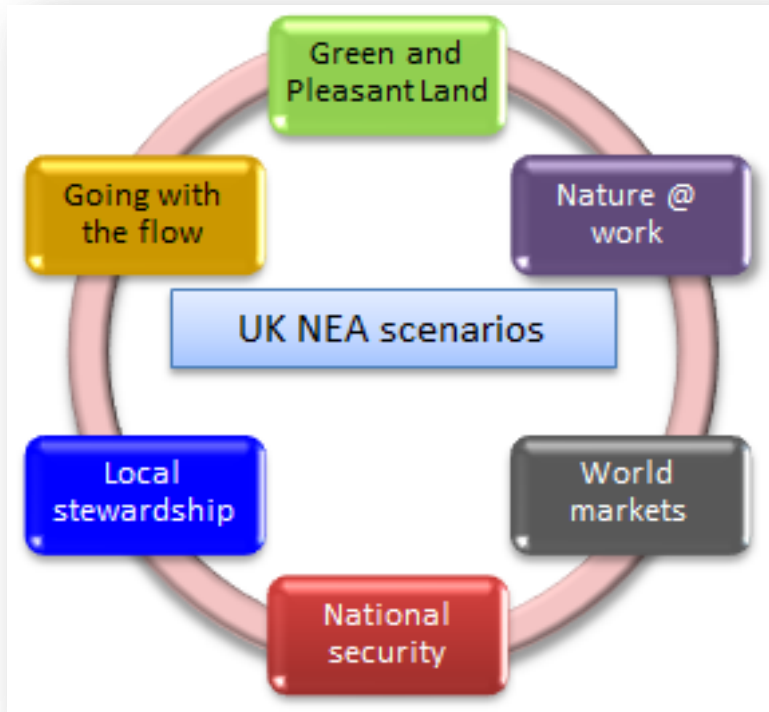 Green and
Pleasant Land
Going with
the flow
Nature @
work
UK NEA scenarios
Local
stewardship
World
markets
National
security